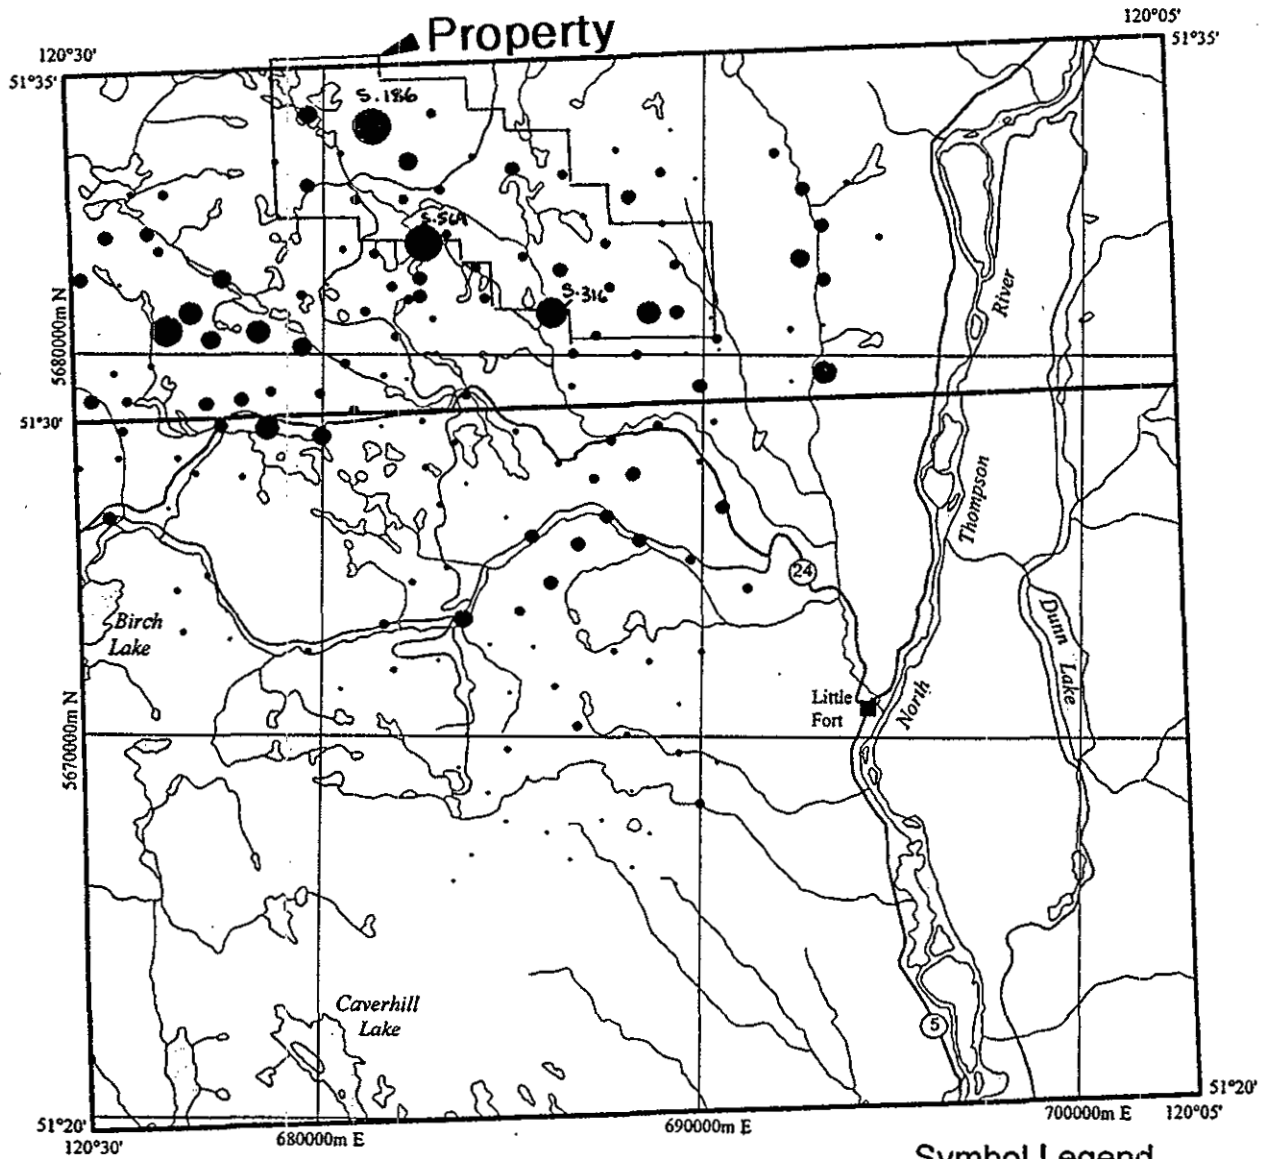 Property
120°30'
120°05'
51°35'
51°35'
S.186
S.569
S.316
River
5680000m N
51°30'
Thompson
24
Birch
Lake
Dunn Lake
Little
Fort
North
5670000m N
Caverhill
Lake
5
51°20'
51°20'
120°30'
680000m E
690000m E
700000m E
120°05'
Symbol Legend